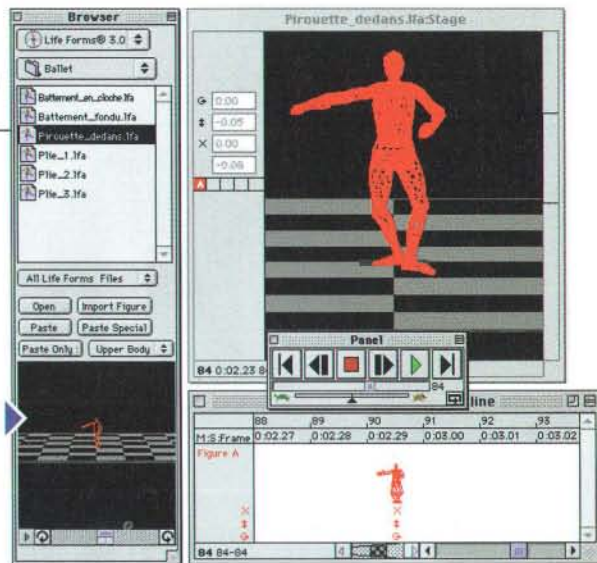 Browser
Life Forms® 3.0
Ballet
Battement_en_cloche.lfa
Battement_fondu.lfa
Pirouette_dedans.lfa
Plie_1.lfa
Plie_2.lfa
Plie_3.lfa
All Life Forms Files
Open
Import Figure
Paste
Paste Special
Paste Only:
Upper Body
Pirouette_dedans.lfa:Stage
0.00
-0.05
0.00
-0.06
A
84 0:02.23
Panel
84
line
88 89 90 91 92 93
M:S:Frame 0:02.27 0:02.28 0:02.29 0:03.00 0:03.01 0:03.02
Figure A
84 84-84